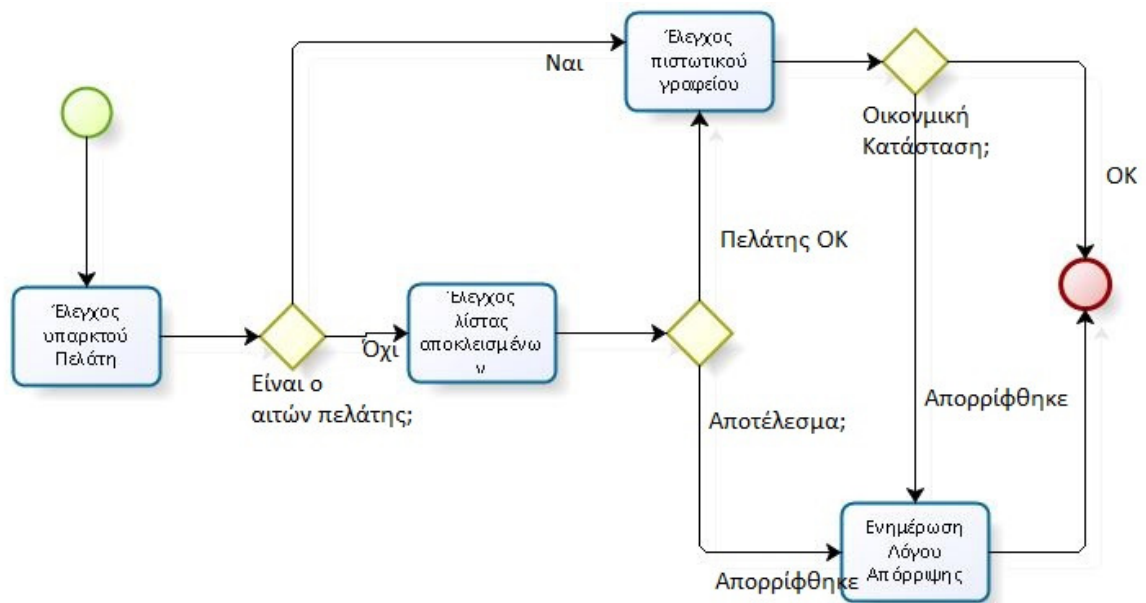 Έλεγχος
πιστωτικού
γραφείου
Ναι
Οικονμική
Κατάσταση;
OK
Πελάτης OK
Έλεγχος
υπαρκτού
Πελάτη
Έλεγχος
λίστας
αποκλεισμένω
ν
Όχι
Είναι ο
αιτών πελάτης;
Αποτέλεσμα;
Απορρίφθηκε
Ενημέρωση
Λόγου
Απόρριψης
Απορρίφθηκε